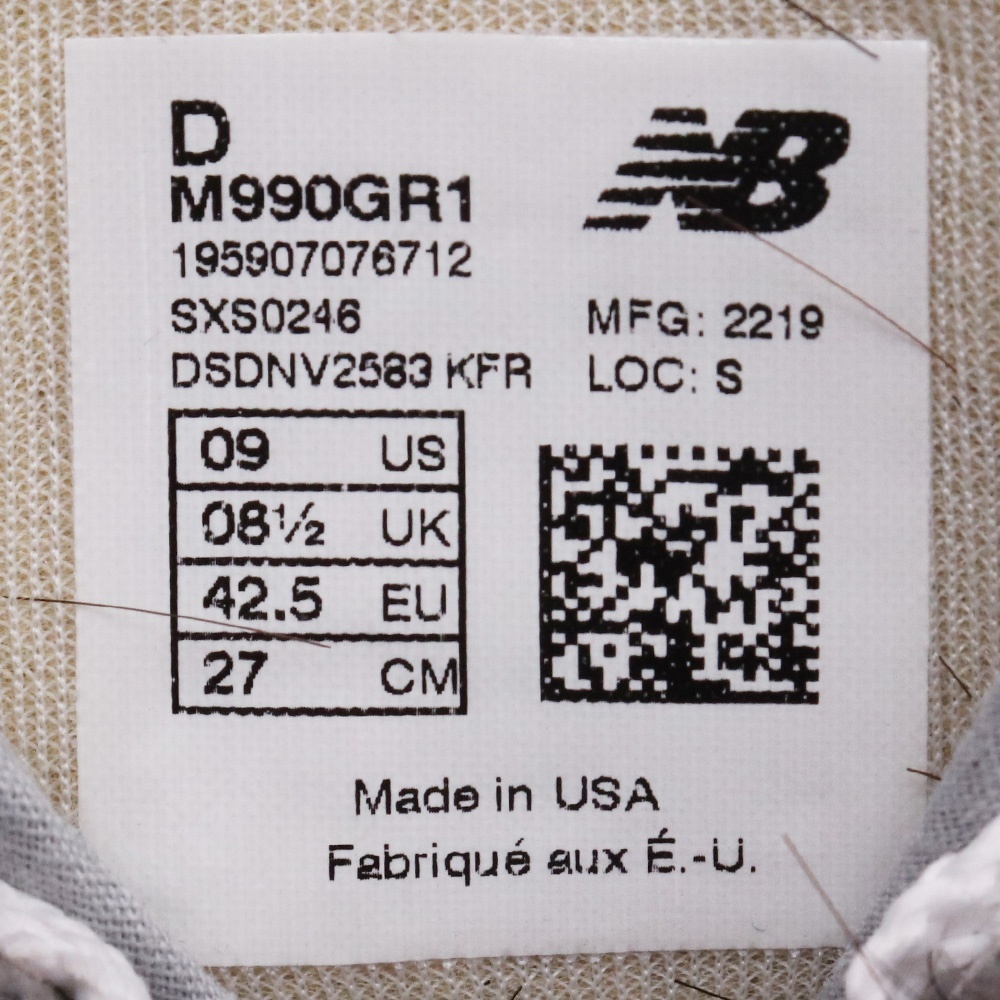 D
NB
M990GR1
195907076712
SXS0246
MFG: 2219
DSDNV2583 KFR
LOC: S
09 US
08½ UK
42.5 EU
27 CM
Made in USA
Fabriqué aux É.-U.